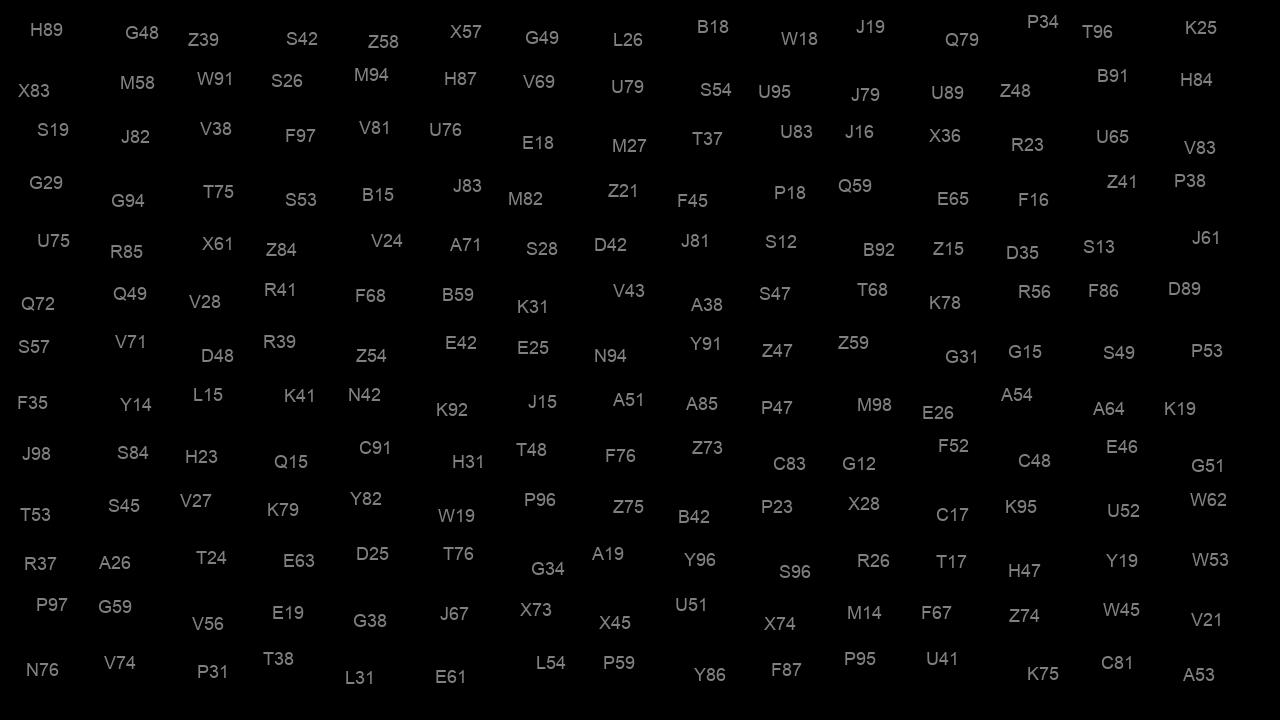 H89 G48 Z39 S42 Z58 X57 G49 L26 B18 W18 J19 Q79 P34 T96 K25
X83 M58 W91 S26 M94 H87 V69 U79 S54 U95 J79 U89 Z48 B91 H84
S19 J82 V38 F97 V81 U76 E18 M27 T37 U83 J16 X36 R23 U65 V83
G29 G94 T75 S53 B15 J83 M82 Z21 F45 P18 Q59 E65 F16 Z41 P38
U75 R85 X61 Z84 V24 A71 S28 D42 J81 S12 B92 Z15 D35 S13 J61
Q72 Q49 V28 R41 F68 B59 K31 V43 A38 S47 T68 K78 R56 F86 D89
S57 V71 D48 R39 Z54 E42 E25 N94 Y91 Z47 Z59 G31 G15 S49 P53
F35 Y14 L15 K41 N42 K92 J15 A51 A85 P47 M98 E26 A54 A64 K19
J98 S84 H23 Q15 C91 H31 T48 F76 Z73 C83 G12 F52 C48 E46 G51
T53 S45 V27 K79 Y82 W19 P96 Z75 B42 P23 X28 C17 K95 U52 W62
R37 A26 T24 E63 D25 T76 G34 A19 Y96 S96 R26 T17 H47 Y19 W53
P97 G59 V56 E19 G38 J67 X73 X45 U51 X74 M14 F67 Z74 W45 V21
N76 V74 P31 T38 L31 E61 L54 P59 Y86 F87 P95 U41 K75 C81 A53